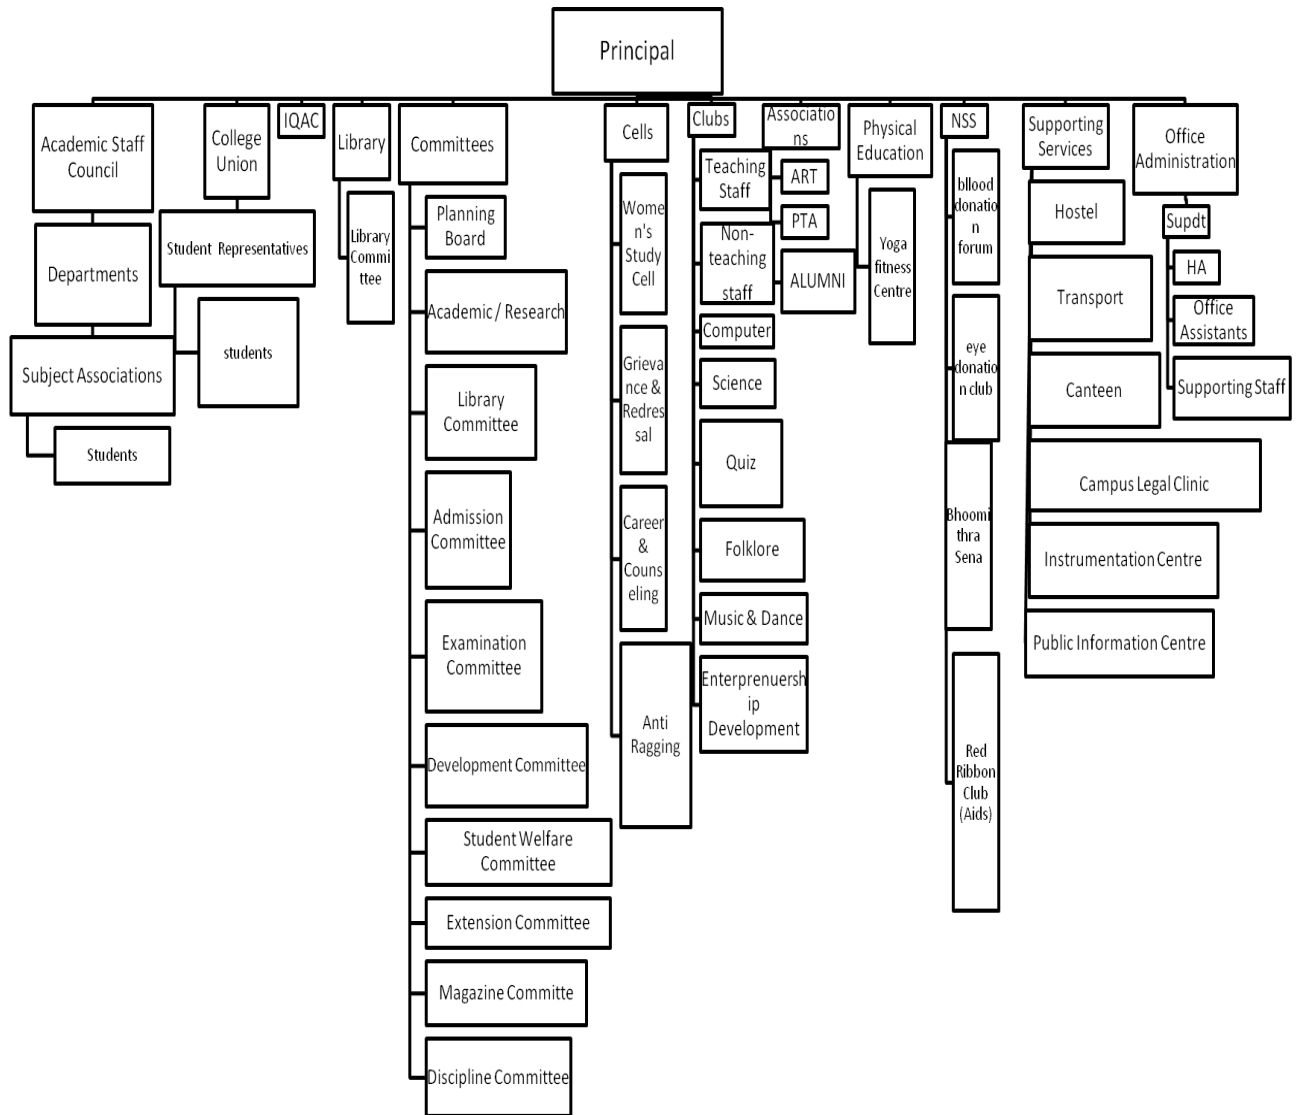 Principal
Academic Staff
Council
Departments
Subject Associations
Students
College
Union
Student Representatives
students
IQAC
Library
Library
Commi
ttee
Committees
Planning
Board
Academic / Research
Library
Committee
Admission
Committee
Examination
Committee
Development Committee
Student Welfare
Committee
Extension Committee
Magazine Committe
Discipline Committee
Cells
Wome
n's
Study
Cell
Grieva
nce &
Redres
sal
Career
&
Couns
eling
Anti
Ragging
Clubs
Teaching
Staff
Non-
teaching
staff
Computer
Science
Quiz
Folklore
Music & Dance
Enterprenuersh
ip
Development
Associatio
ns
ART
PTA
ALUMNI
Physical
Education
Yoga
fitness
Centre
NSS
bllood
donatio
n
forum
eye
donatio
n club
Bhoomi
thra
Sena
Red
Ribbon
Club
(Aids)
Supporting
Services
Hostel
Transport
Canteen
Campus Legal Clinic
Instrumentation Centre
Public Information Centre
Office
Administration
Supdt
HA
Office
Assistants
Supporting Staff